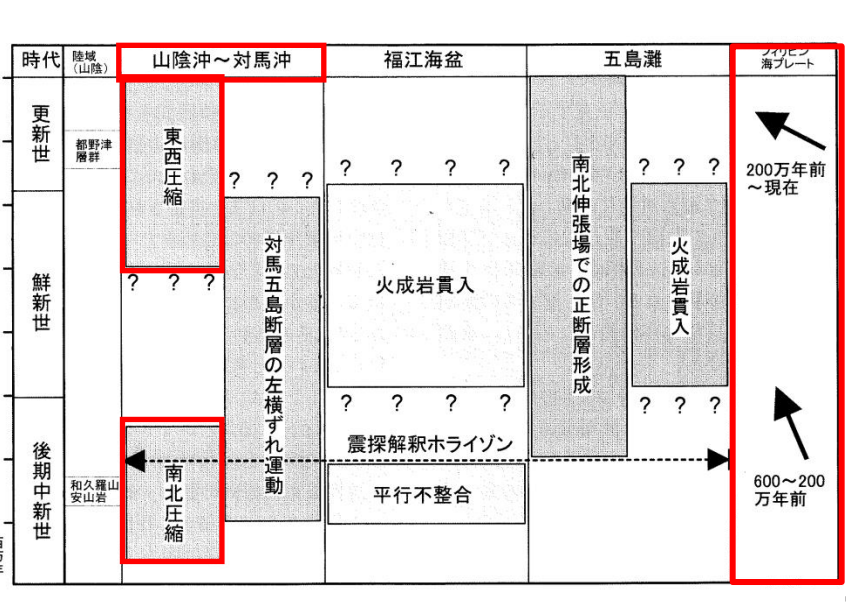 時代
陸域
(山陰)
山陰沖～対馬沖
福江海盆
五島灘
フィリピン
海プレート
更新世
都野津
層群
東西圧縮
? ? ?
? ? ? ?
南北伸張場での正断層形成
? ? ?
200万年前
～現在
鮮新世
? ? ?
対馬五島断層の左横ずれ運動
火成岩貫入
火成岩貫入
? ? ? ?
? ? ?
後期中新世
和久羅山
安山岩
南北圧縮
震探解釈ホライゾン
平行不整合
600～200
万年前